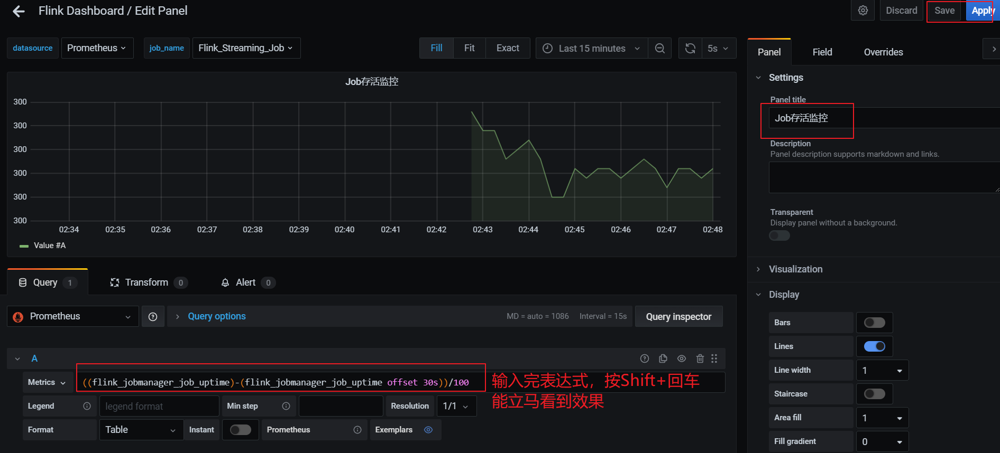 Flink Dashboard / Edit Panel
Discard
Save
Apply
datasource
Prometheus
job_name
Flink_Streaming_Job
Fill
Fit
Exact
Last 15 minutes
5s
Job存活监控
300
300
300
300
300
300
02:34
02:35
02:36
02:37
02:38
02:39
02:40
02:41
02:42
02:43
02:44
02:45
02:46
02:47
02:48
Value #A
Query 1
Transform 0
Alert 0
Prometheus
Query options
MD = auto = 1086
Interval = 15s
Query inspector
A
Metrics
((flink_jobmanager_job_uptime)-(flink_jobmanager_job_uptime offset 30s))/100
输入完表达式，按Shift+回车
能立马看到效果
Legend
legend format
Min step
Resolution
1/1
Format
Table
Instant
Prometheus
Exemplars
Panel
Field
Overrides
Settings
Panel title
Job存活监控
Description
Panel description supports markdown and links.
Transparent
Display panel without a background.
Visualization
Display
Bars
Lines
Line width
1
Staircase
Area fill
1
Fill gradient
0